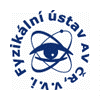 Fyzikální ústav AV ČR, v.v.i.